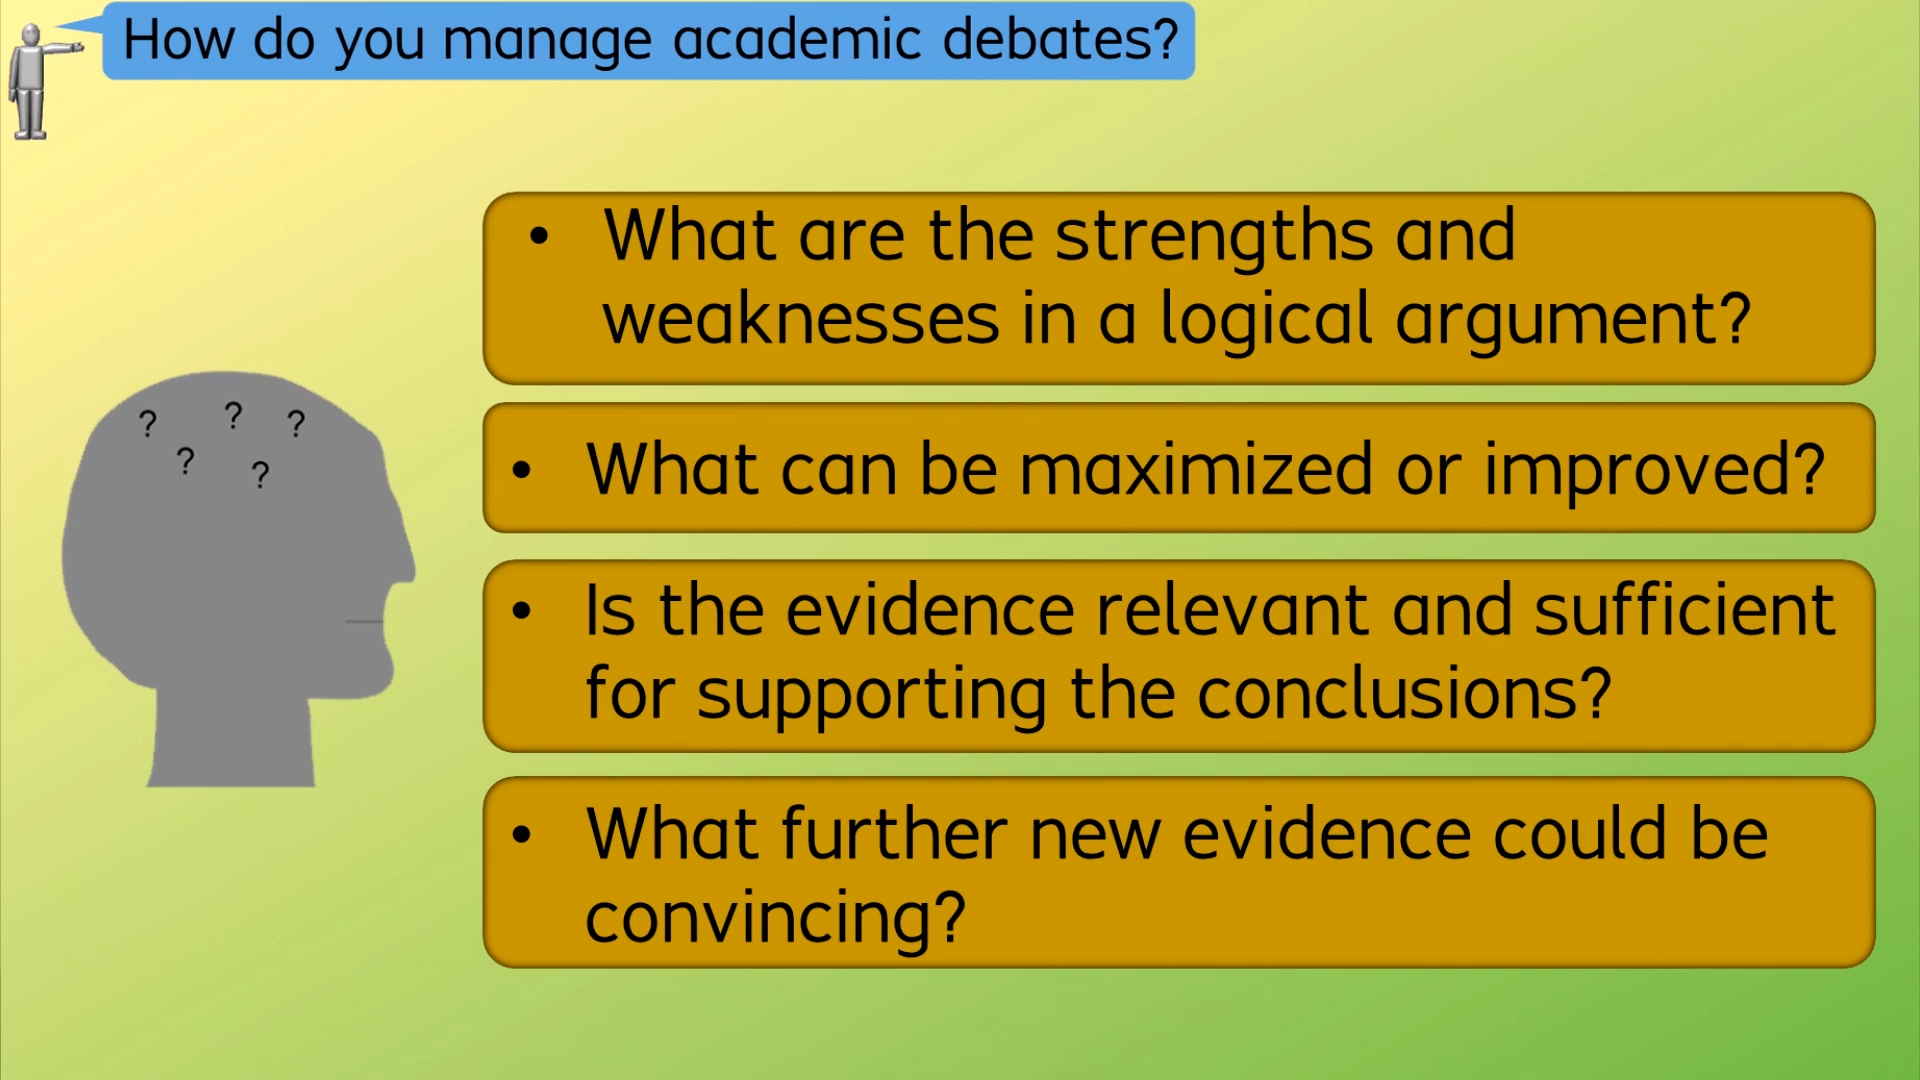 How do you manage academic debates?
• What are the strengths and
weaknesses in a logical argument?
• What can be maximized or improved?
• Is the evidence relevant and sufficient
for supporting the conclusions?
• What further new evidence could be
convincing?
? ? ?
? ?